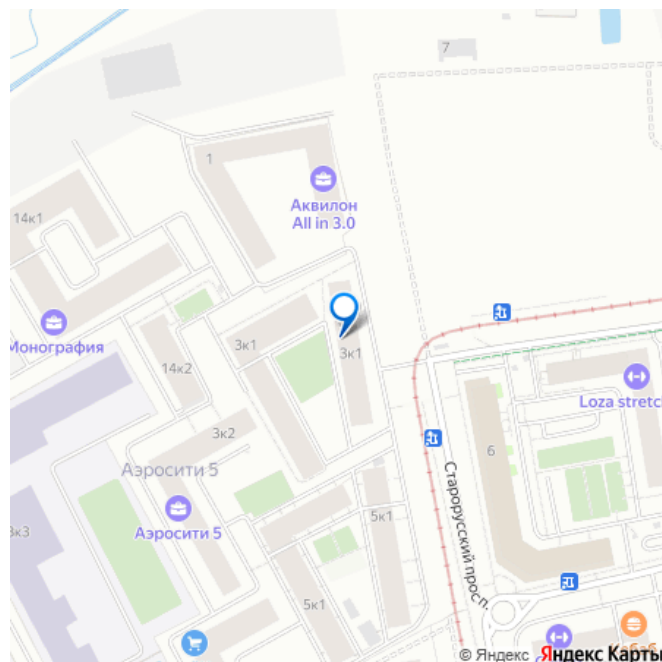 7
1
14к1
Аквилон
All in 3.0
Монография
3к1
3к1
14к2
Loza stretch
3к2
6
Аэросити 5
Аэросити 5
5к1
Старорусский просп.
3к3
5к1
© Яндекс Яндекс Карты